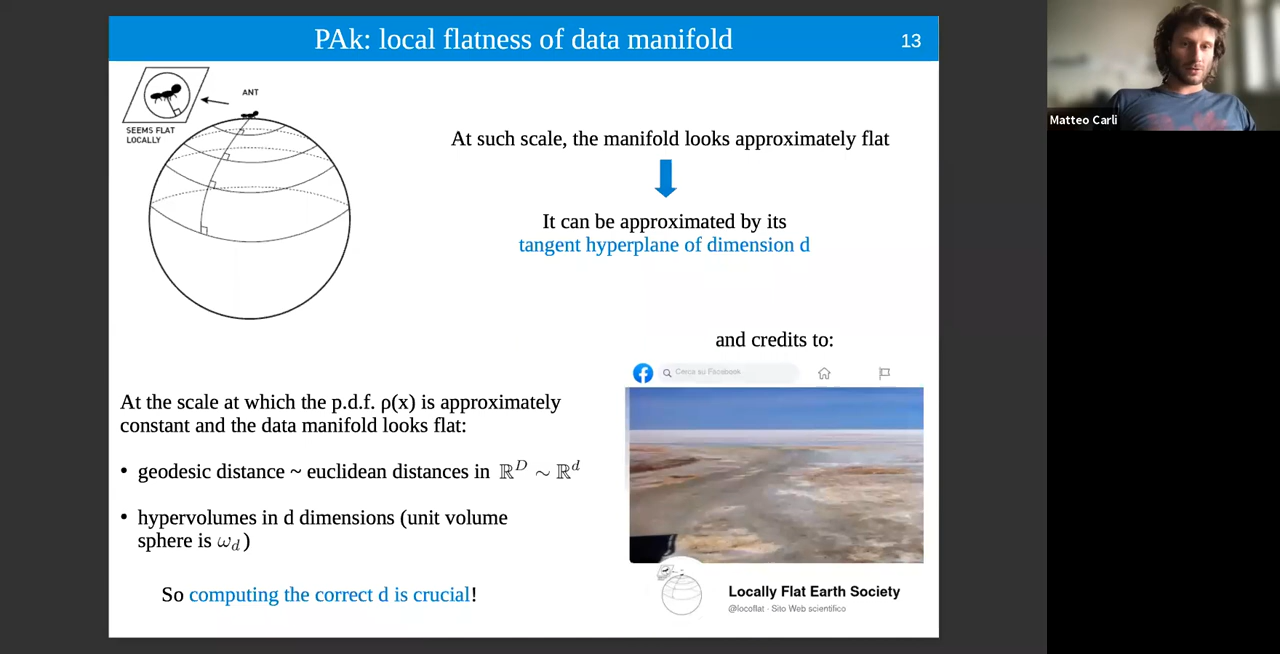 PAk: local flatness of data manifold
13
ANT
SEEMS FLAT
LOCALLY
At such scale, the manifold looks approximately flat
It can be approximated by its
tangent hyperplane of dimension d
and credits to:
Cerca su Facebook
At the scale at which the p.d.f. ρ(x) is approximately
constant and the data manifold looks flat:
• geodesic distance ~ euclidean distances in ℝ^D ∼ ℝ^d
• hypervolumes in d dimensions (unit volume
sphere is ω_d)
So computing the correct d is crucial!
Locally Flat Earth Society
@locoflat · Sito Web scientifico
Matteo Carli